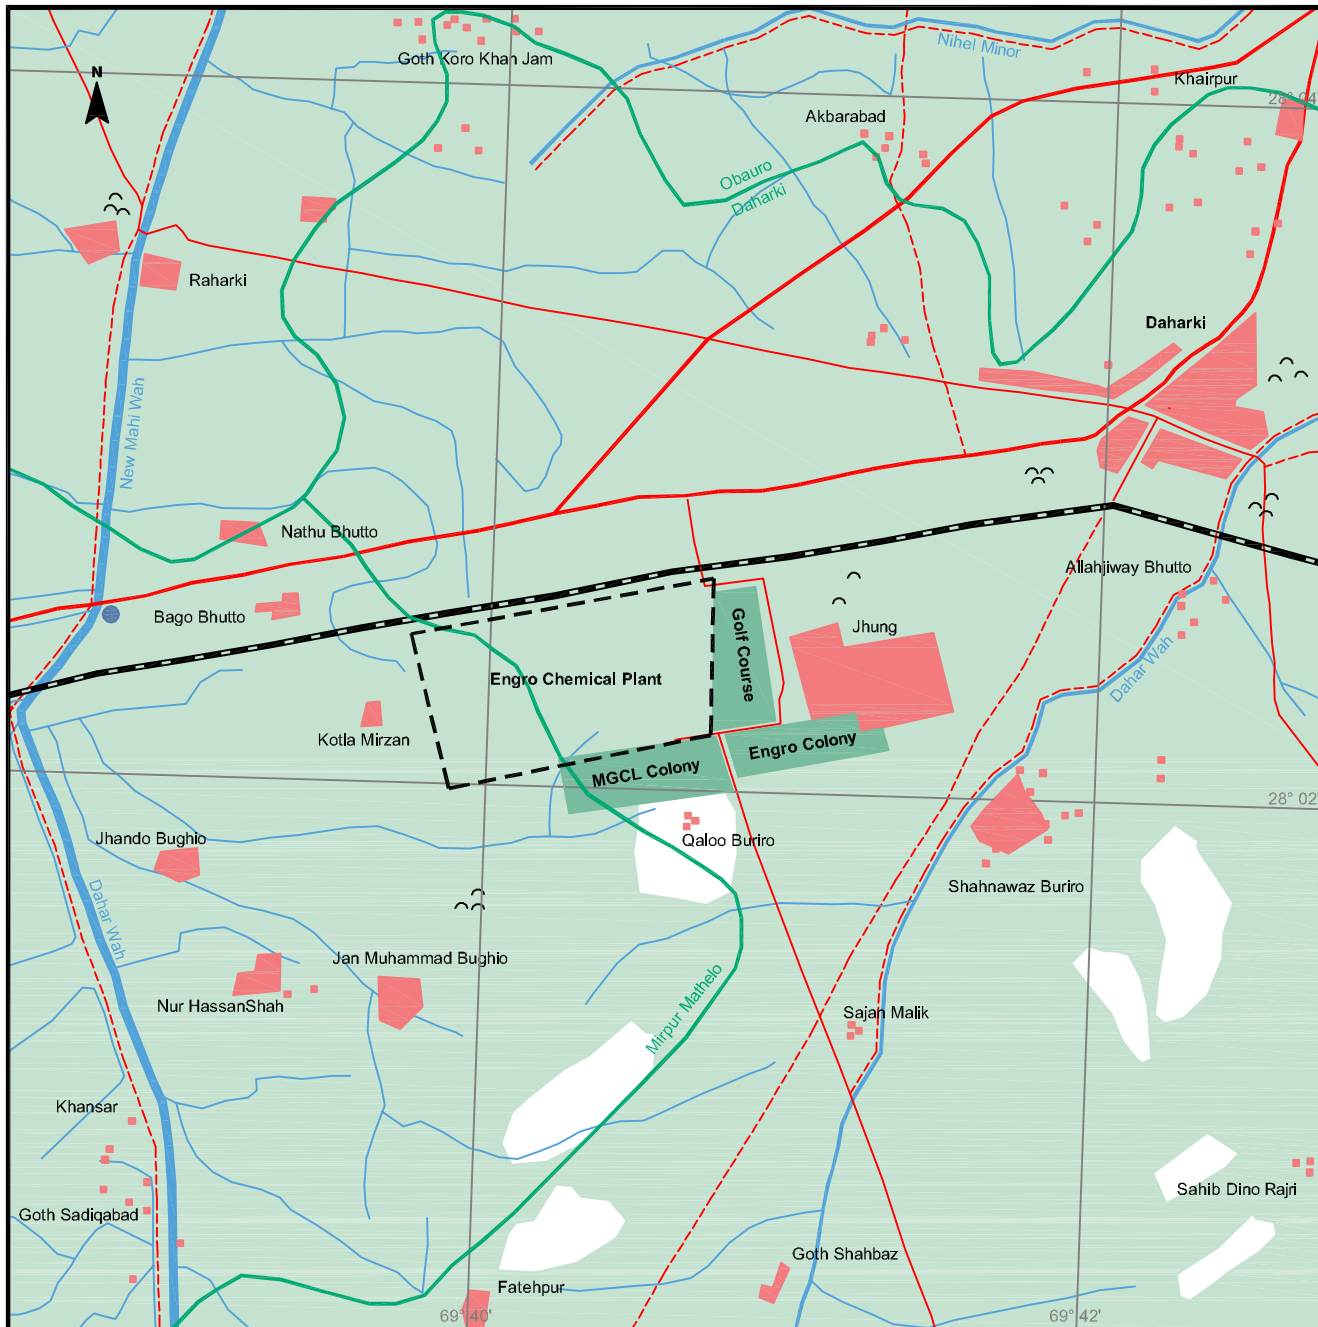 Nihel Minor
Goth Koro Khan Jam
N
Khairpur
28° 04'
Akbarabad
Obauro
Daharki
Raharki
Daharki
New Mahi Wah
Nathu Bhutto
Allahjiway Bhutto
Bago Bhutto
Golf Course
Jhung
Engro Chemical Plant
Dahar Wah
Kotla Mirzan
Engro Colony
MGCL Colony
28° 02'
Jhando Bughio
Qaloo Buriro
Shahnawaz Buriro
Dahar Wah
Jan Muhammad Bughio
Nur HassanShah
Mirpur Mathelo
Sajan Malik
Khansar
Sahib Dino Rajri
Goth Sadiqabad
Goth Shahbaz
Fatehpur
69° 40'
69° 42'